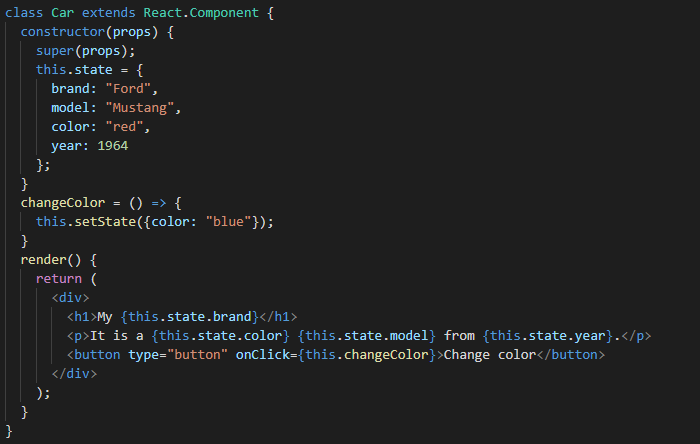 class Car extends React.Component {
  constructor(props) {
    super(props);
    this.state = {
      brand: "Ford",
      model: "Mustang",
      color: "red",
      year: 1964
    };
  }
  changeColor = () => {
    this.setState({color: "blue"});
  }
  render() {
    return (
      <div>
        <h1>My {this.state.brand}</h1>
        <p>It is a {this.state.color} {this.state.model} from {this.state.year}.</p>
        <button type="button" onClick={this.changeColor}>Change color</button>
      </div>
    );
  }
}